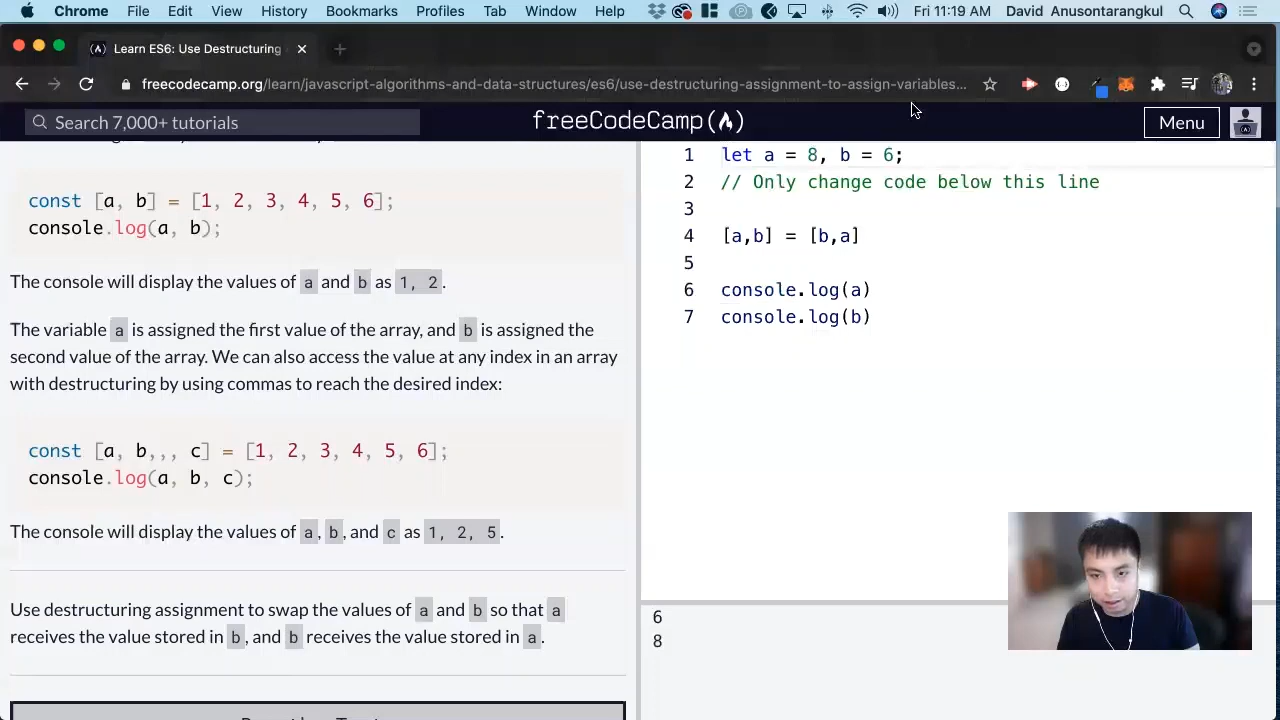 Chrome File Edit View History Bookmarks Profiles Tab Window Help Fri 11:19 AM David Anusontarangkul
Learn ES6: Use Destructuring
freecodecamp.org/learn/javascript-algorithms-and-data-structures/es6/use-destructuring-assignment-to-assign-variables...
Search 7,000+ tutorials
freeCodeCamp
Menu
const [a, b] = [1, 2, 3, 4, 5, 6];
console.log(a, b);
The console will display the values of a and b as 1, 2.
The variable a is assigned the first value of the array, and b is assigned the
second value of the array. We can also access the value at any index in an array
with destructuring by using commas to reach the desired index:
const [a, b,,, c] = [1, 2, 3, 4, 5, 6];
console.log(a, b, c);
The console will display the values of a, b, and c as 1, 2, 5.
Use destructuring assignment to swap the values of a and b so that a
receives the value stored in b, and b receives the value stored in a.
1 let a = 8, b = 6;
2 // Only change code below this line
3
4 [a,b] = [b,a]
5
6 console.log(a)
7 console.log(b)
6
8